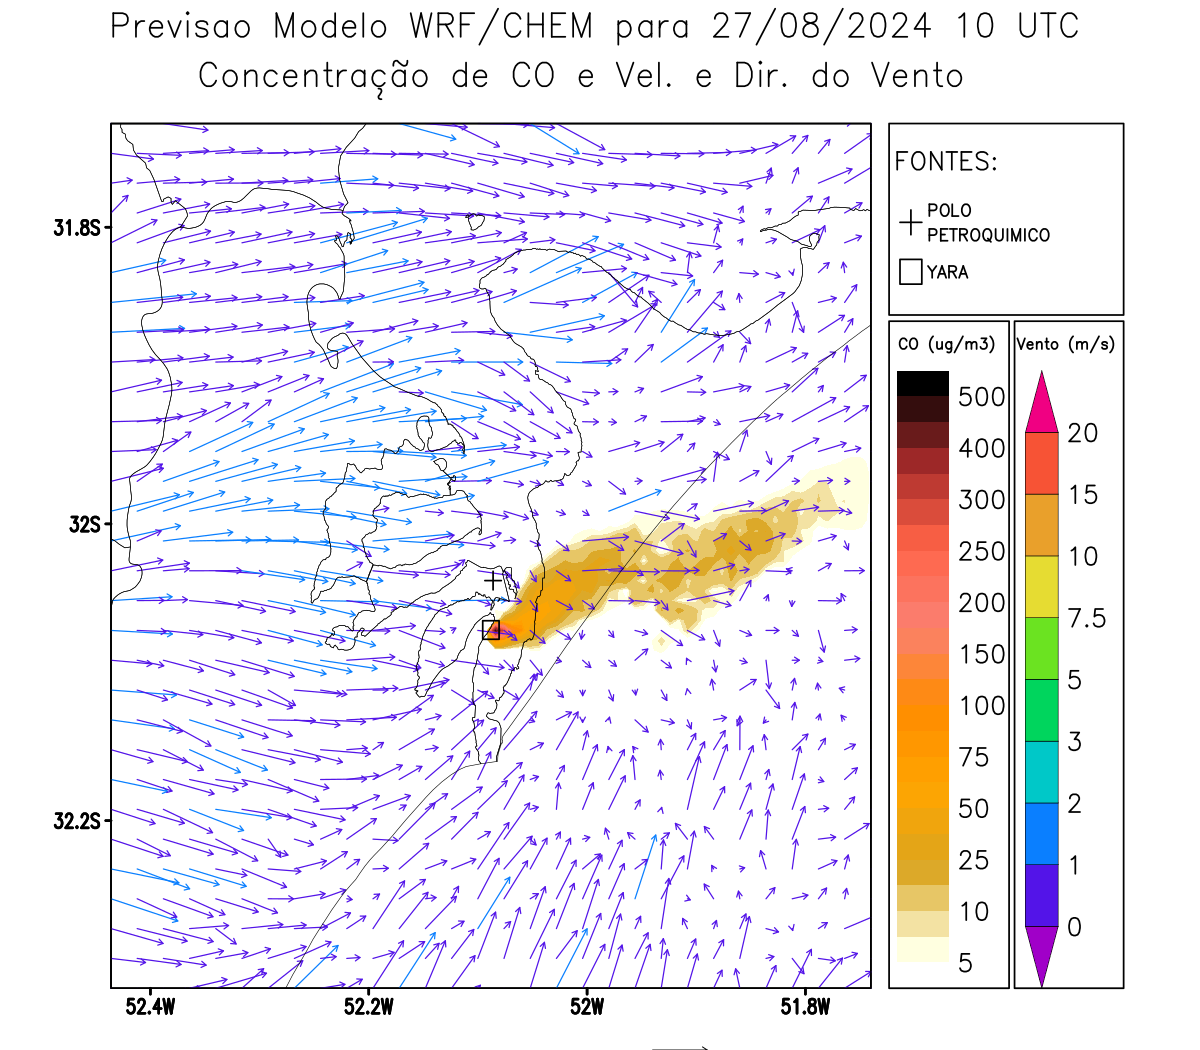 Previsao Modelo WRF/CHEM para 27/08/2024 10 UTC
Concentração de CO e Vel. e Dir. do Vento
FONTES:
POLO
PETROQUIMICO
YARA
CO (ug/m3)
500
400
300
250
200
150
100
75
50
25
10
5
Vento (m/s)
20
15
10
7.5
5
3
2
1
0
31.8S
32S
32.2S
52.4W
52.2W
52W
51.8W